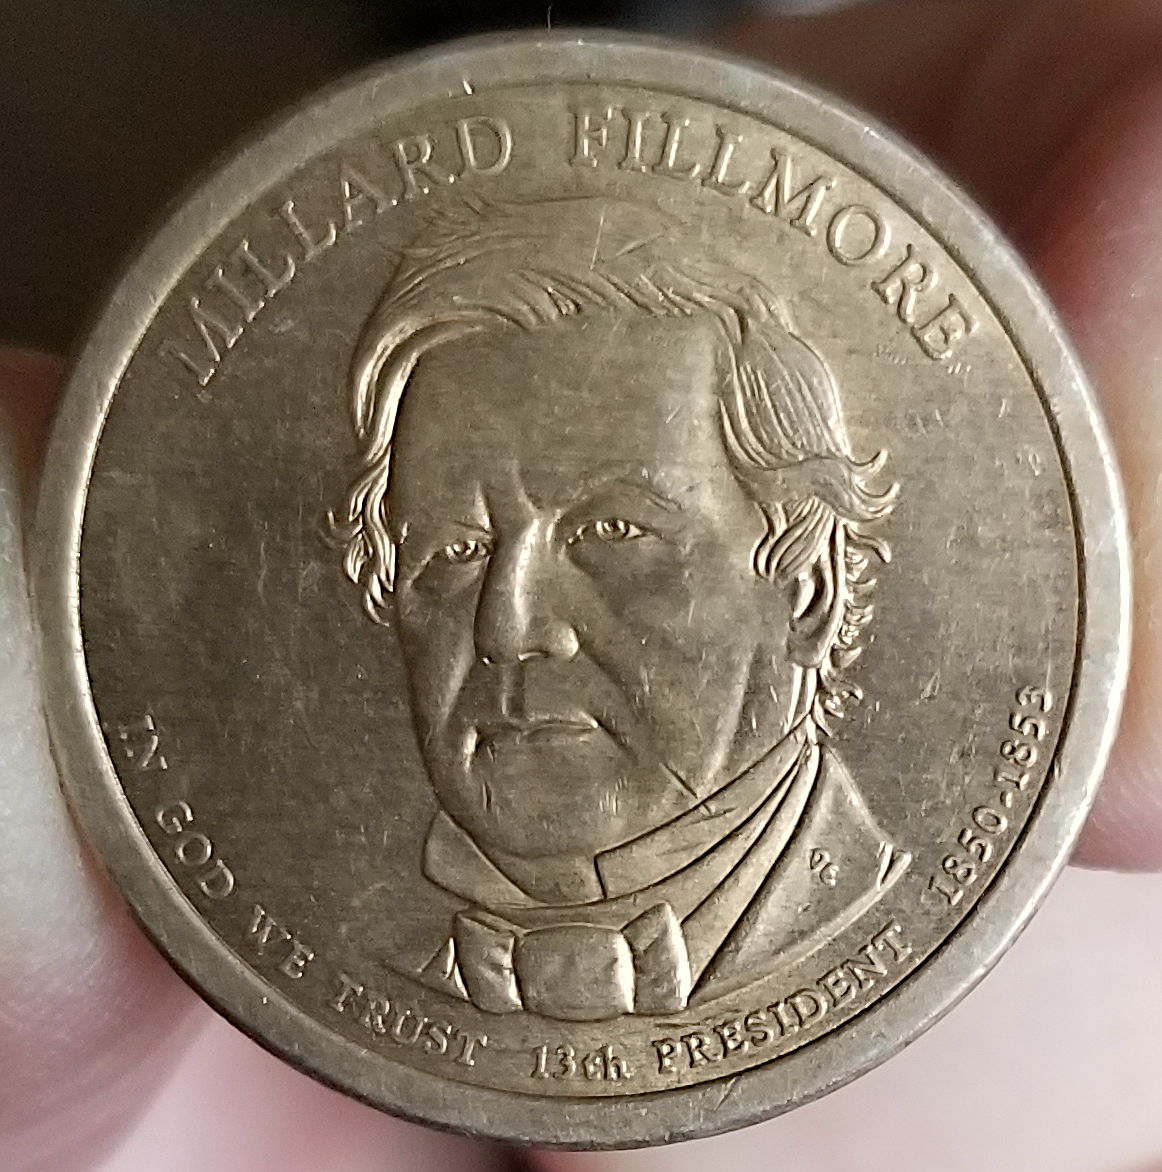 MILLARD FILLMORE
IN GOD WE TRUST 13th PRESIDENT 1850-1853